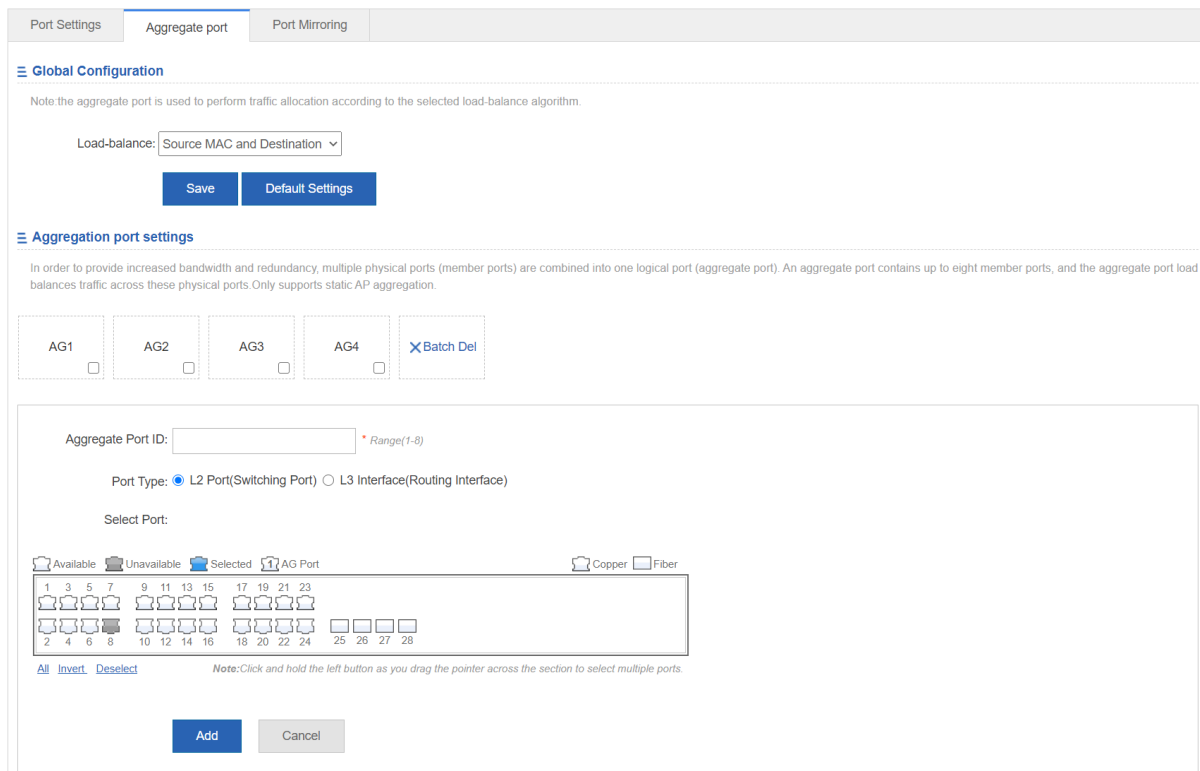 Port Settings Aggregate port Port Mirroring
Global Configuration
Note:the aggregate port is used to perform traffic allocation according to the selected load-balance algorithm.
Load-balance: Source MAC and Destination
Save Default Settings
Aggregation port settings
In order to provide increased bandwidth and redundancy, multiple physical ports (member ports) are combined into one logical port (aggregate port). An aggregate port contains up to eight member ports, and the aggregate port load
balances traffic across these physical ports.Only supports static AP aggregation.
AG1 AG2 AG3 AG4 Batch Del
Aggregate Port ID: * Range(1-8)
Port Type: L2 Port(Switching Port) L3 Interface(Routing Interface)
Select Port:
Available Unavailable Selected 1 AG Port Copper Fiber
1 3 5 7 9 11 13 15 17 19 21 23
2 4 6 8 10 12 14 16 18 20 22 24 25 26 27 28
All Invert Deselect Note:Click and hold the left button as you drag the pointer across the section to select multiple ports.
Add Cancel